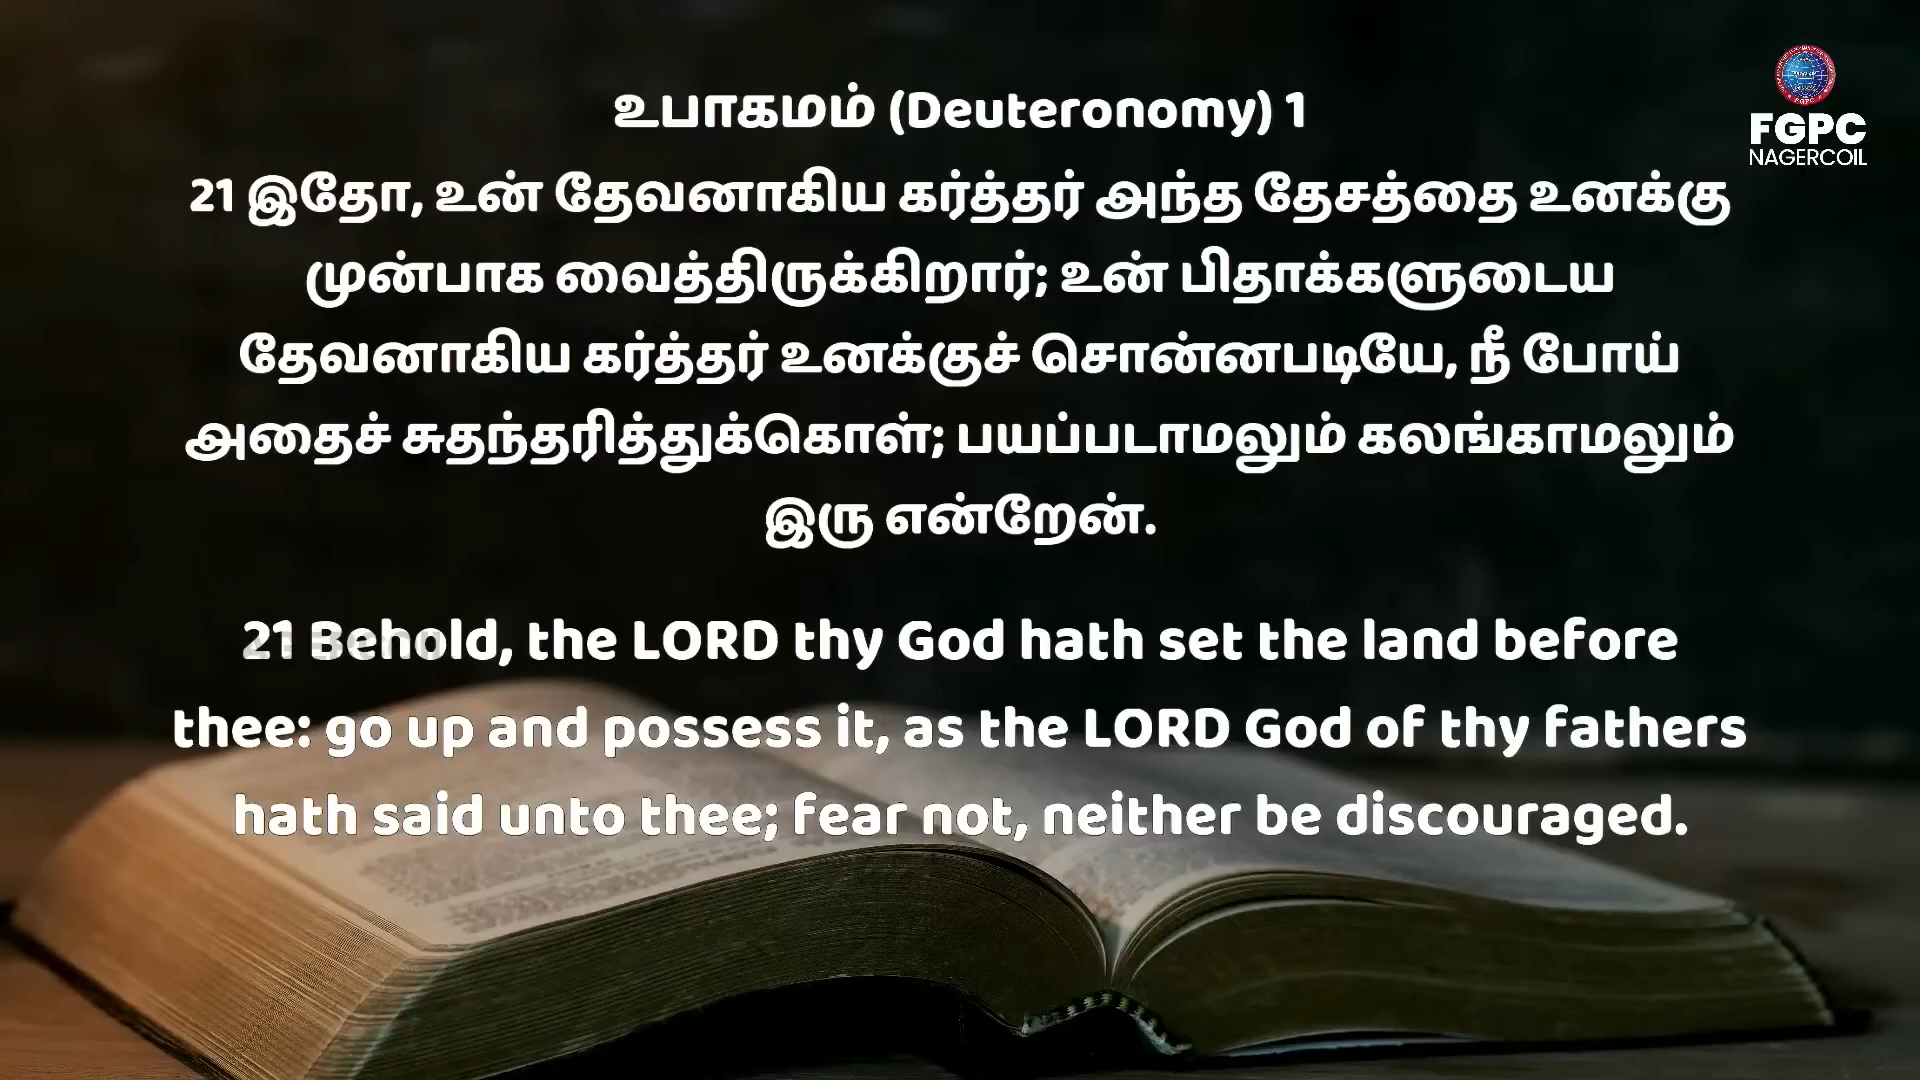 உபாகமம் (Deuteronomy) 1
21 இதோ, உன் தேவனாகிய கர்த்தர் அந்த தேசத்தை உனக்கு
முன்பாக வைத்திருக்கிறார்; உன் பிதாக்களுடைய
தேவனாகிய கர்த்தர் உனக்குச் சொன்னபடியே, நீ போய்
அதைச் சுதந்தரித்துக்கொள்; பயப்படாமலும் கலங்காமலும்
இரு என்றேன்.
21 Behold, the LORD thy God hath set the land before
thee: go up and possess it, as the LORD God of thy fathers
hath said unto thee; fear not, neither be discouraged.
FGPC
NAGERCOIL